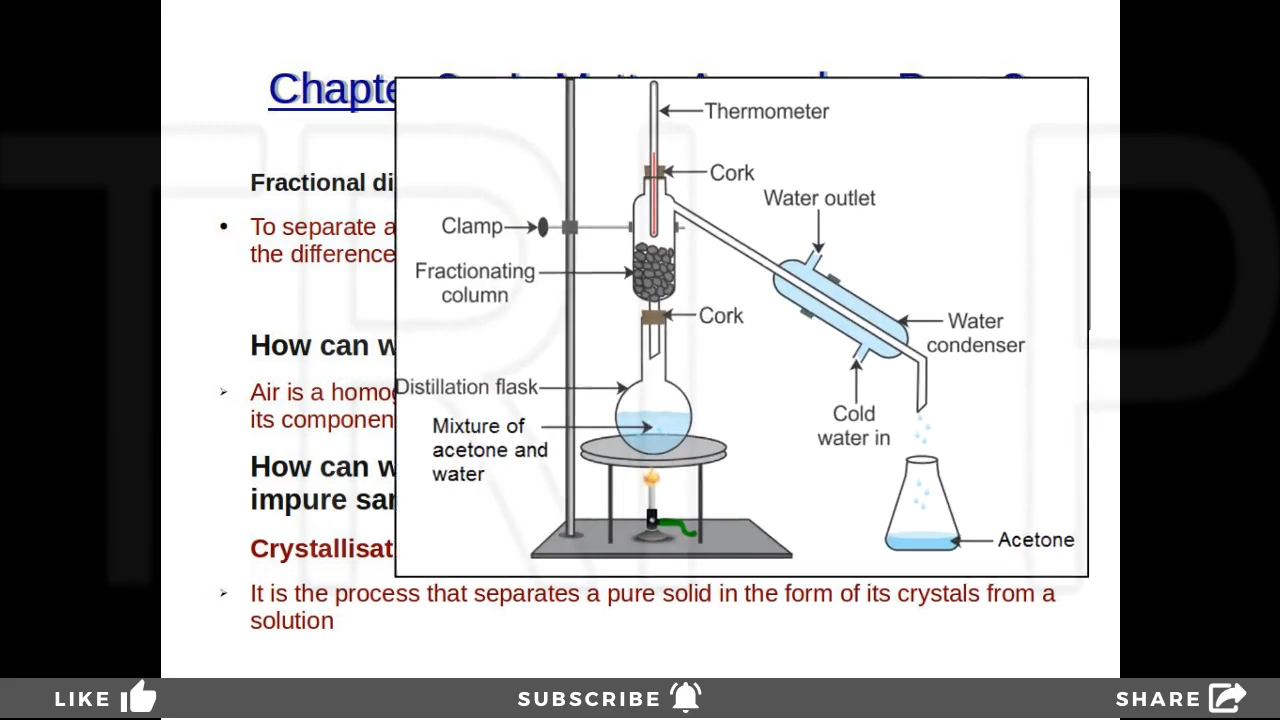 Chapte
Fractional di
To separate a
the difference
How can w
Air is a homog
its componen
How can w
impure sar
Crystallisat
It is the process that separates a pure solid in the form of its crystals from a
solution
Thermometer
Cork
Water outlet
Clamp
Fractionating
column
Cork
Water
condenser
Distillation flask
Cold
water in
Mixture of
acetone and
water
Acetone
LIKE SUBSCRIBE SHARE